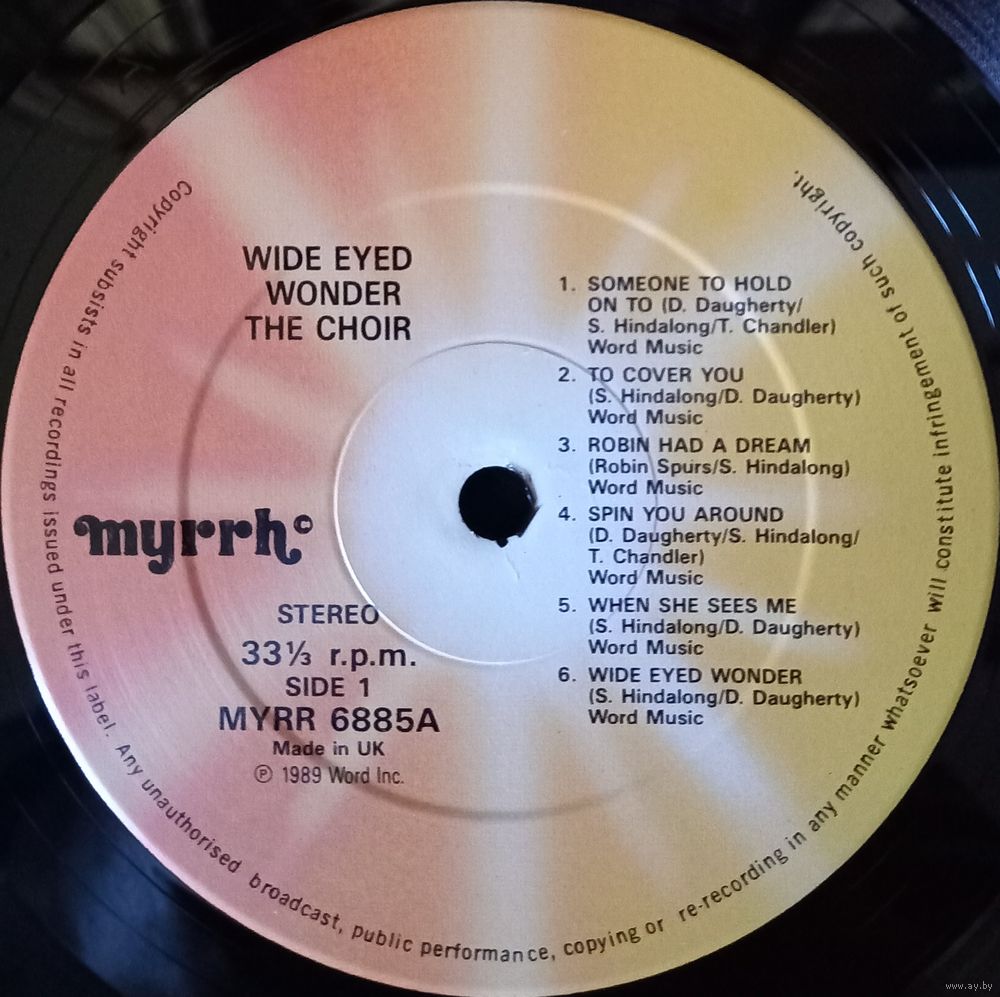 WIDE EYED
WONDER
THE CHOIR
myrrh©
STEREO
33⅓ r.p.m.
SIDE 1
MYRR 6885A
Made in UK
℗ 1989 Word Inc.
1. SOMEONE TO HOLD
ON TO (D. Daugherty/
S. Hindalong/T. Chandler)
Word Music
2. TO COVER YOU
(S. Hindalong/D. Daugherty)
Word Music
3. ROBIN HAD A DREAM
(Robin Spurs/S. Hindalong)
Word Music
4. SPIN YOU AROUND
(D. Daugherty/S. Hindalong/
T. Chandler)
Word Music
5. WHEN SHE SEES ME
(S. Hindalong/D. Daugherty)
Word Music
6. WIDE EYED WONDER
(S. Hindalong/D. Daugherty)
Word Music
Copyright subsists in all recordings issued under this label. Any unauthorised broadcast, public performance, copying or re-recording in any manner whatsoever will constitute infringement of such copyright.
www.ay.by